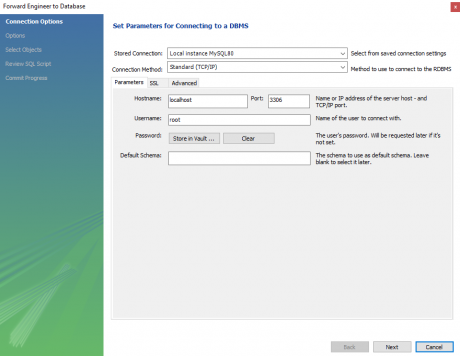 Forward Engineer to Database
Connection Options
Options
Select Objects
Review SQL Script
Commit Progress
Set Parameters for Connecting to a DBMS
Stored Connection: Local instance MySQL80 Select from saved connection settings
Connection Method: Standard (TCP/IP) Method to use to connect to the RDBMS
Parameters SSL Advanced
Hostname: localhost Port: 3306 Name or IP address of the server host - and
TCP/IP port.
Username: root Name of the user to connect with.
Password: Store in Vault ... Clear The user's password. Will be requested later if it's
not set.
Default Schema: The schema to use as default schema. Leave
blank to select it later.
Back Next Cancel